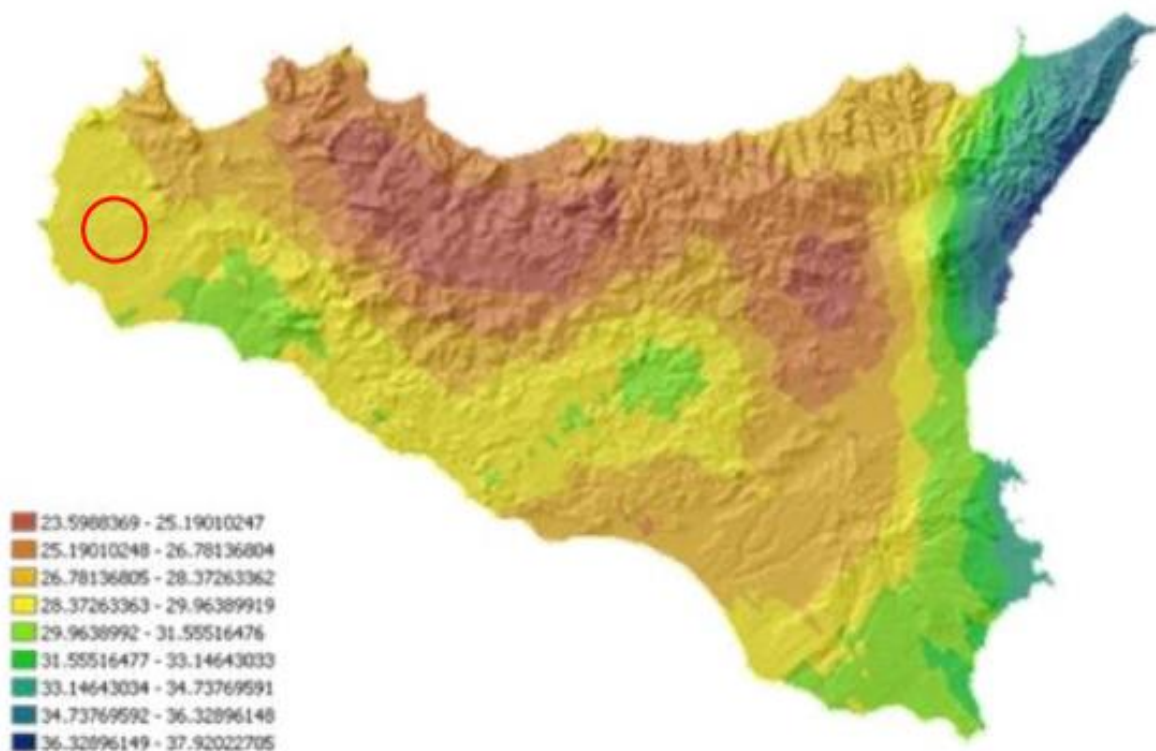 23.5988369 - 25.19010247
25.19010248 - 26.78136804
26.78136805 - 28.37263362
28.37263363 - 29.96389919
29.9638992 - 31.55516476
31.55516477 - 33.14643033
33.14643034 - 34.73769591
34.73769592 - 36.32896148
36.32896149 - 37.92022705